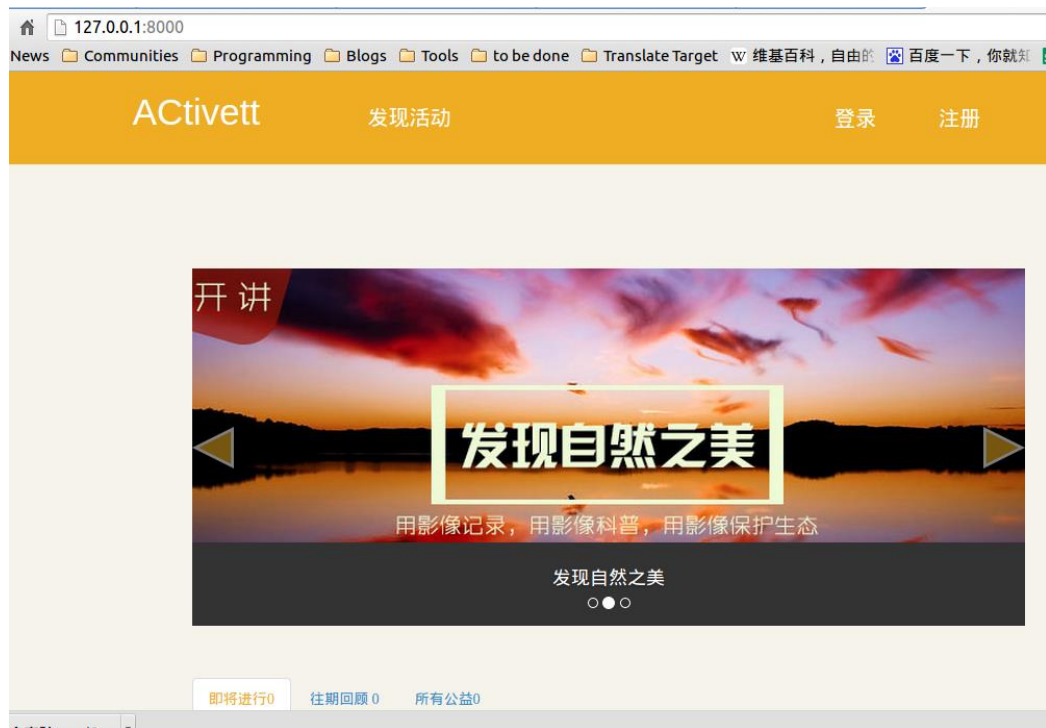 127.0.0.1:8000
News Communities Programming Blogs Tools to be done Translate Target 维基百科，自由的 百度一下，你就知
ACtivett 发现活动 登录 注册
开讲
发现自然之美
用影像记录，用影像科普，用影像保护生态
发现自然之美
即将进行0 往期回顾 0 所有公益0